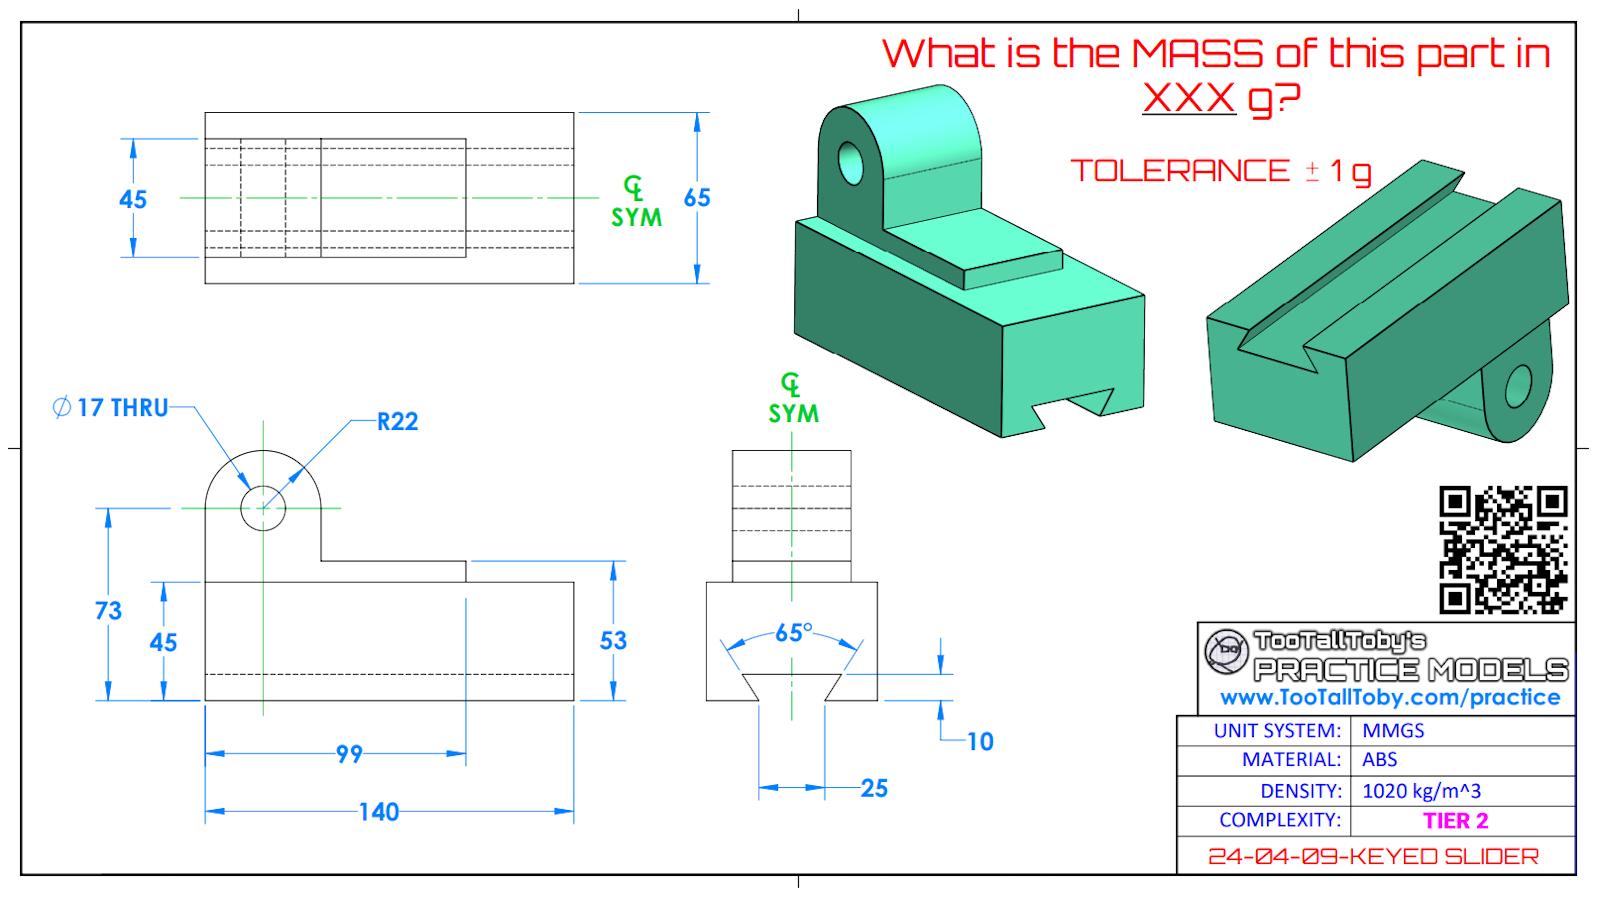 What is the MASS of this part in
XXX g?
TOLERANCE ± 1 g
45
℄
SYM
65
℄
SYM
Ø 17 THRU
R22
73
45
53
65°
99
10
25
140
TooTallToby's
PRACTICE MODELS
www.TooTallToby.com/practice
UNIT SYSTEM: MMGS
MATERIAL: ABS
DENSITY: 1020 kg/m^3
COMPLEXITY: TIER 2
24-04-09-KEYED SLIDER